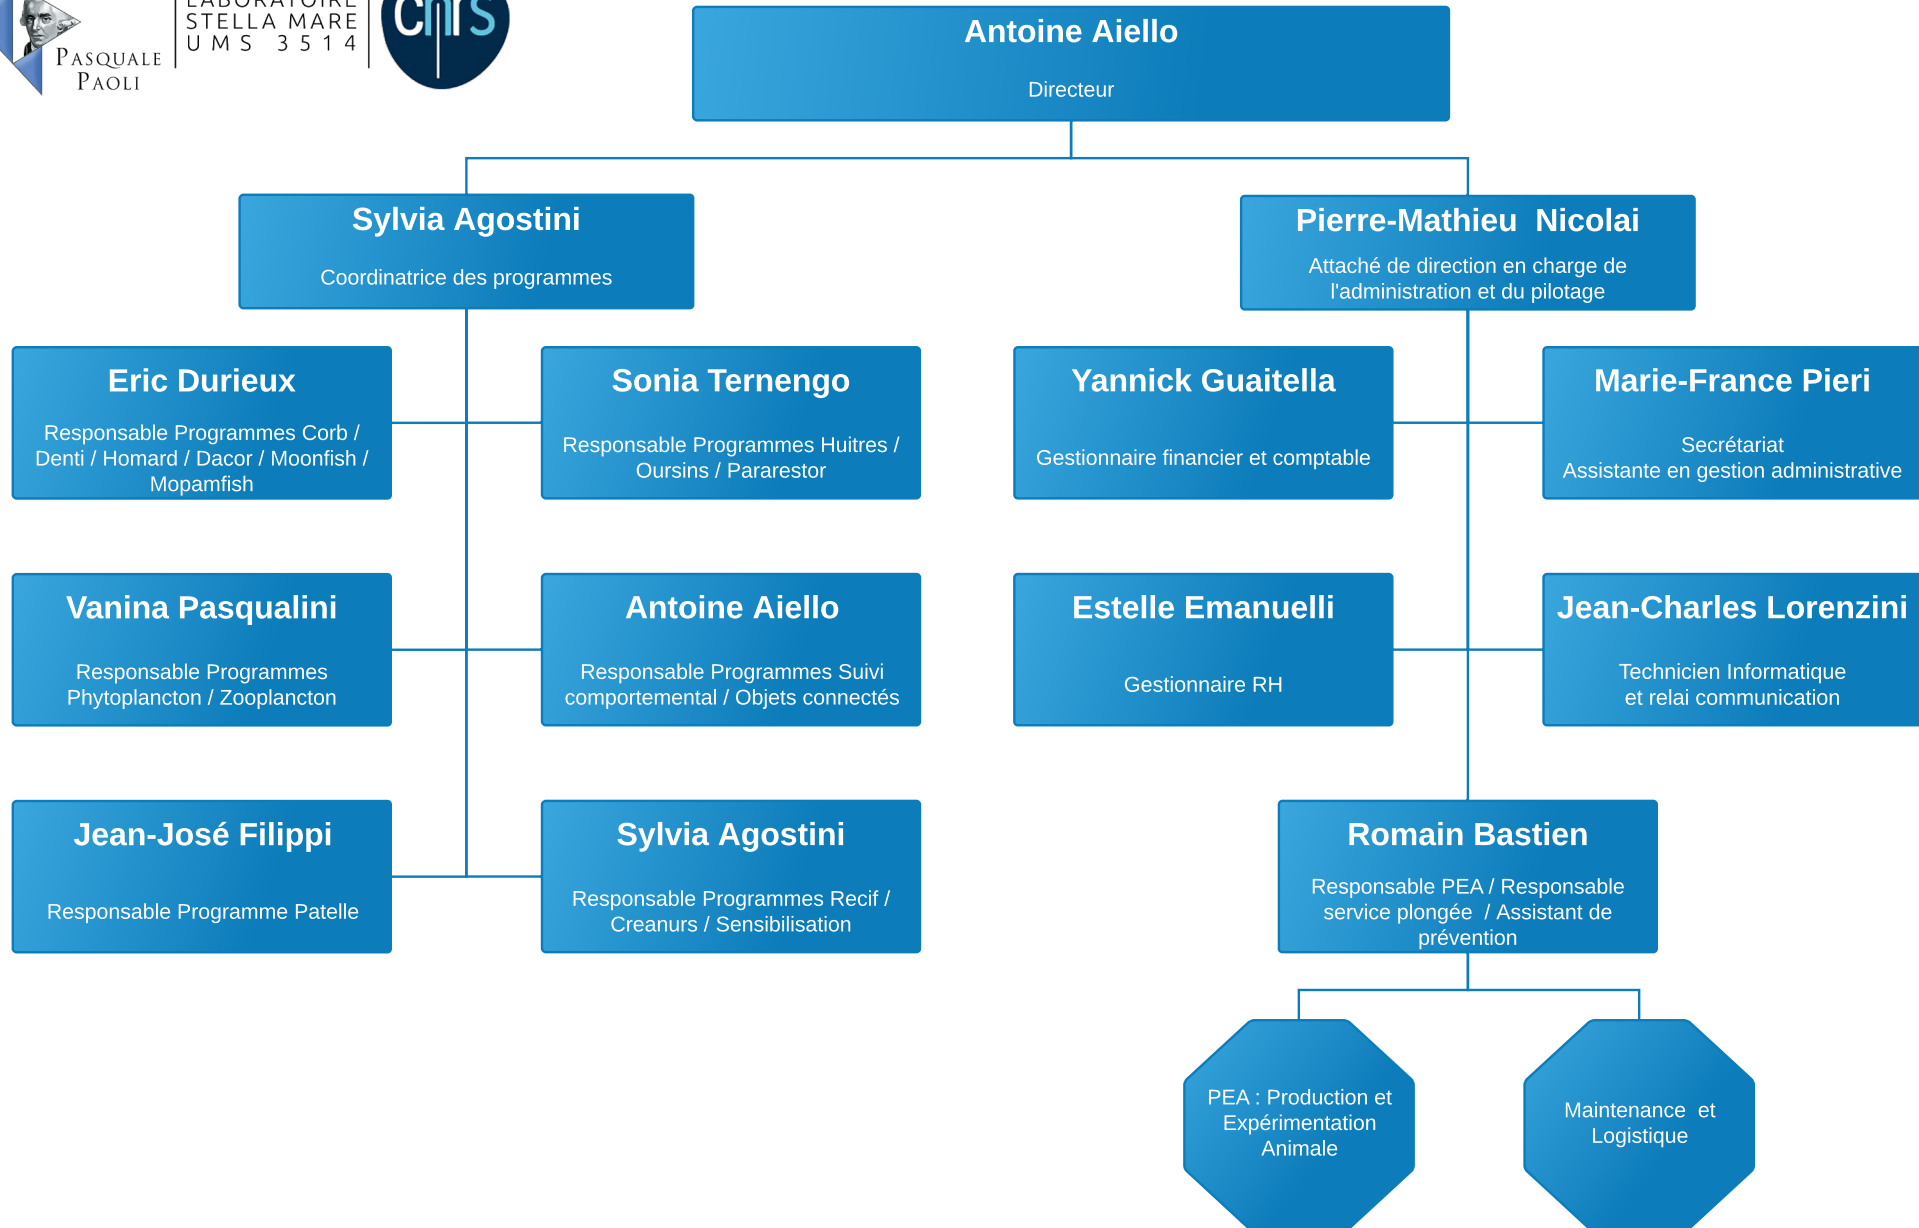 LABORATOIRE
STELLA MARE
UMS 3514
PASQUALE
PAOLI
cnrs
Antoine Aiello
Directeur
Sylvia Agostini
Coordinatrice des programmes
Pierre-Mathieu  Nicolai
Attaché de direction en charge de
l'administration et du pilotage
Eric Durieux
Responsable Programmes Corb /
Denti / Homard / Dacor / Moonfish /
Mopamfish
Sonia Ternengo
Responsable Programmes Huitres /
Oursins / Pararestor
Yannick Guaitella
Gestionnaire financier et comptable
Marie-France Pieri
Secrétariat
Assistante en gestion administrative
Vanina Pasqualini
Responsable Programmes
Phytoplancton / Zooplancton
Antoine Aiello
Responsable Programmes Suivi
comportemental / Objets connectés
Estelle Emanuelli
Gestionnaire RH
Jean-Charles Lorenzini
Technicien Informatique
et relai communication
Jean-José Filippi
Responsable Programme Patelle
Sylvia Agostini
Responsable Programmes Recif /
Creanurs / Sensibilisation
Romain Bastien
Responsable PEA / Responsable
service plongée  / Assistant de
prévention
PEA : Production et
Expérimentation
Animale
Maintenance  et
Logistique